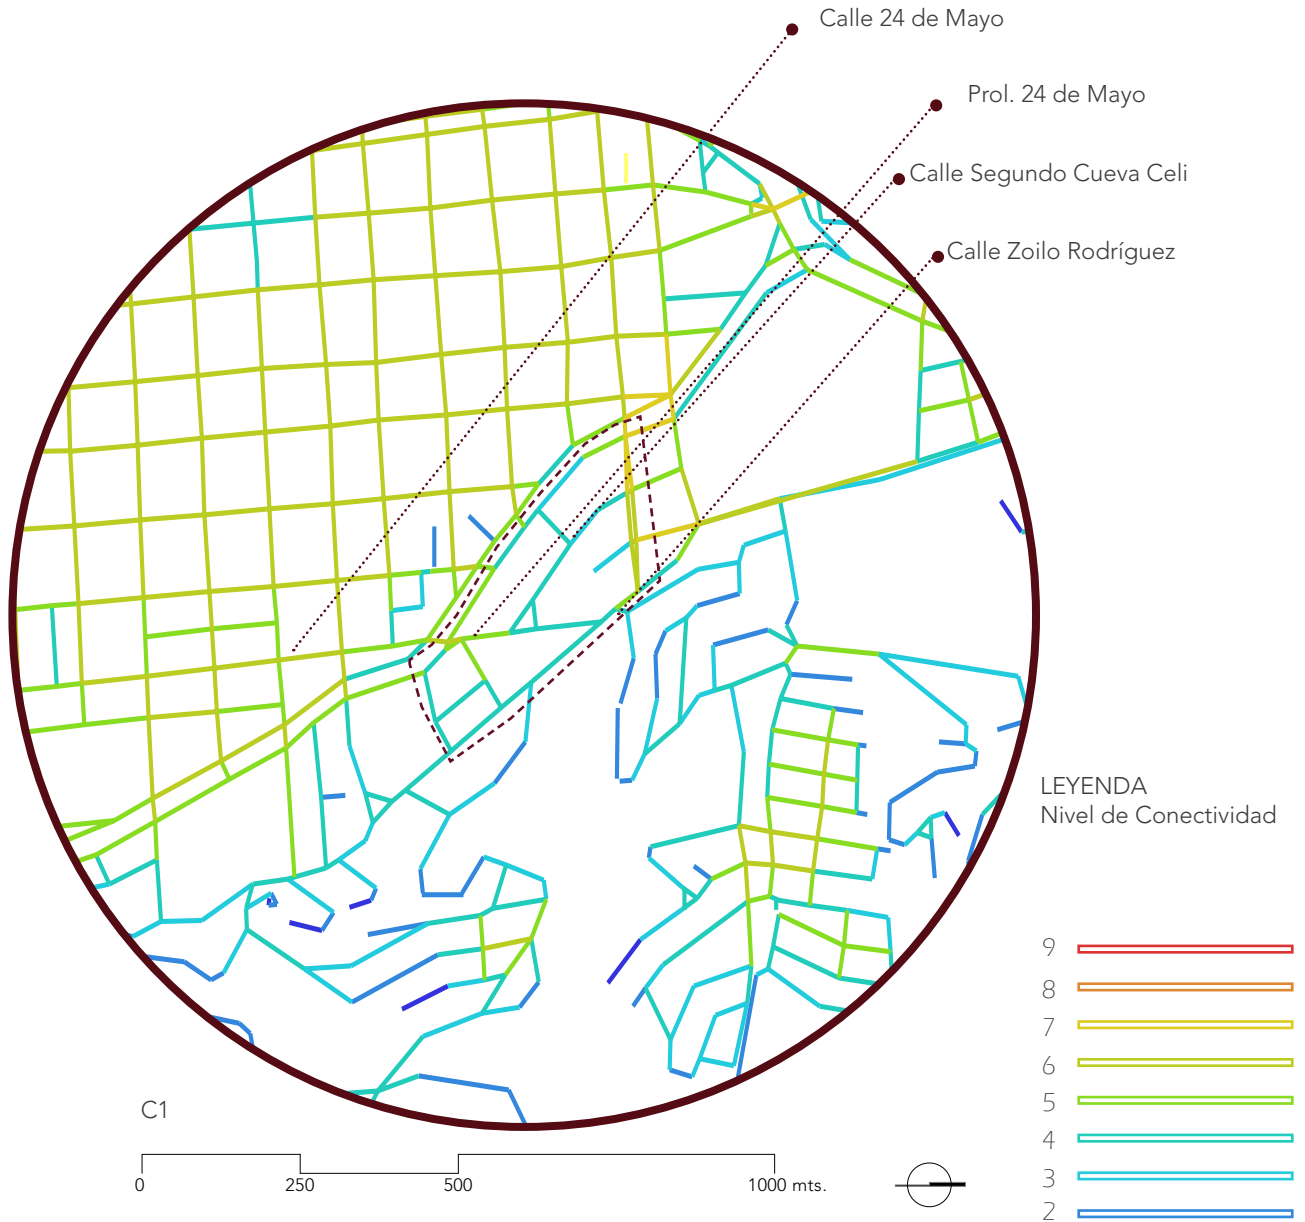 Calle 24 de Mayo
Prol. 24 de Mayo
Calle Segundo Cueva Celi
Calle Zoilo Rodríguez
LEYENDA
Nivel de Conectividad
9
8
7
6
5
4
3
2
C1
0 250 500 1000 mts.